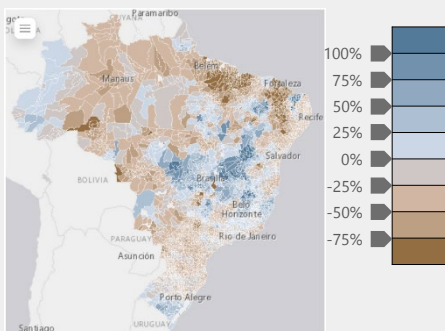 Paramaribo
GUYANA
Belém
Manaus
Fortaleza
Recife
Salvador
BOLIVIA
Brasília
Belo
Horizonte
PARAGUAY
Rio de Janeiro
Asunción
Porto Alegre
URUGUAY
Santiago
100%
75%
50%
25%
0%
-25%
-50%
-75%